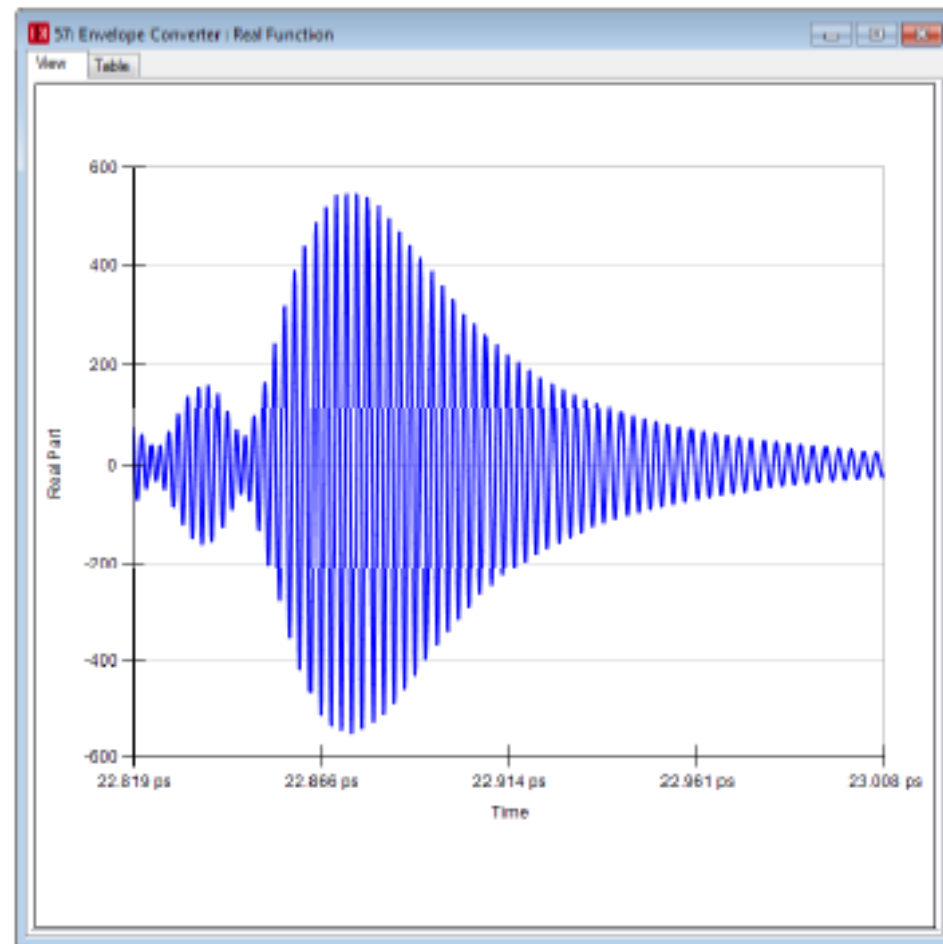 57: Envelope Converter : Real Function
View Table
600
400
200
0
-200
-400
-600
Real Part
22.819 ps 22.866 ps 22.914 ps 22.961 ps 23.008 ps
Time